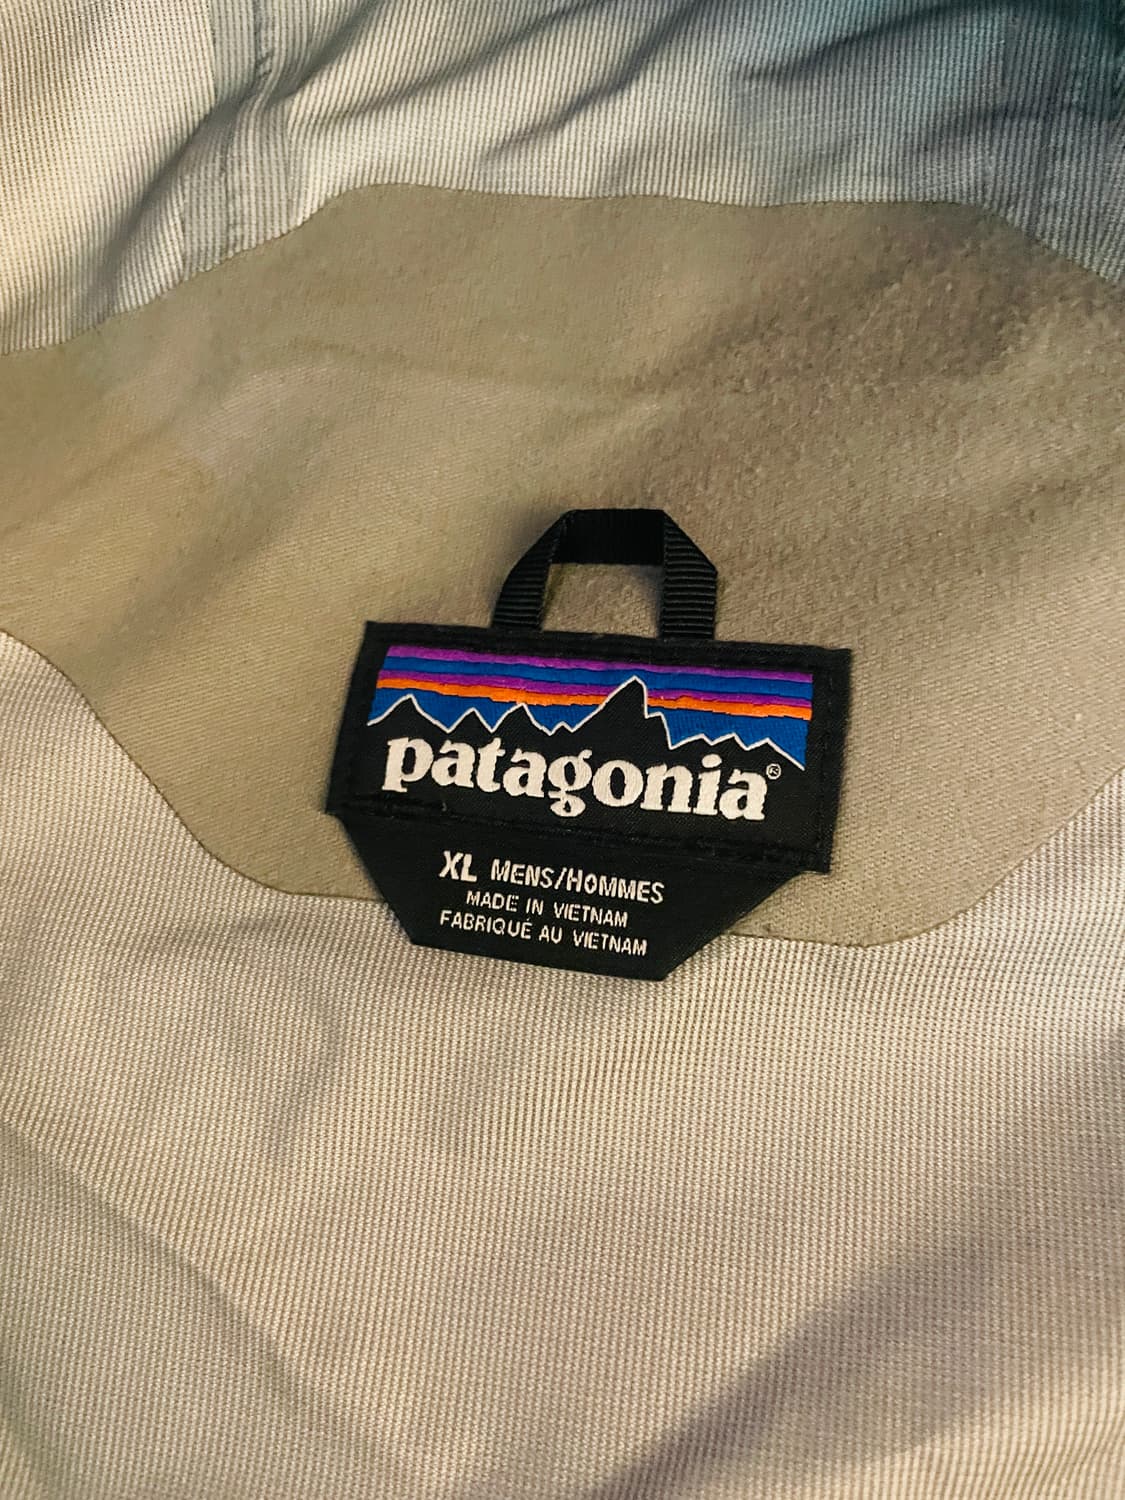 patagonia®
XL MENS/HOMMES
MADE IN VIETNAM
FABRIQUÉ AU VIETNAM